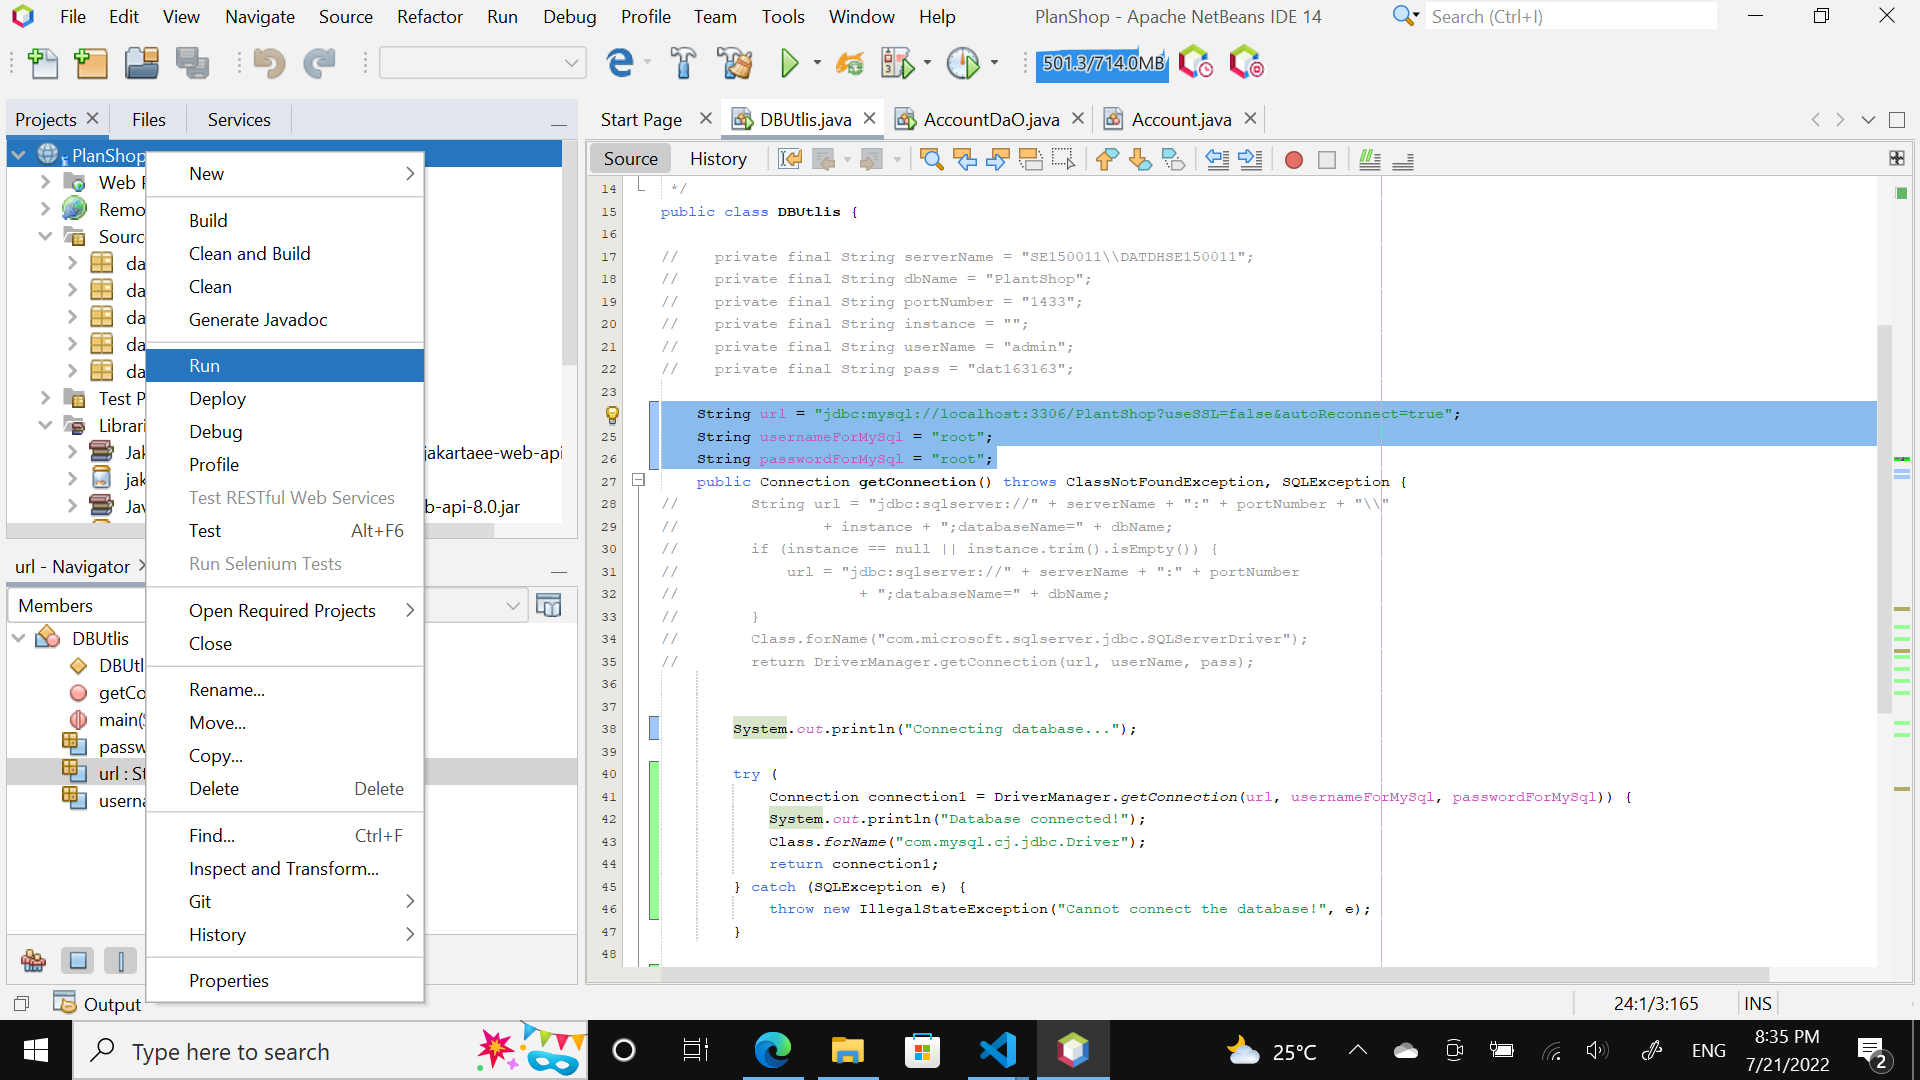 File Edit View Navigate Source Refactor Run Debug Profile Team Tools Window Help
PlanShop - Apache NetBeans IDE 14
Search (Ctrl+I)
501.3/714.0MB
Projects Files Services
Start Page DBUtlis.java AccountDaO.java Account.java
Source History
PlanShop
Web
Remo
Sourc
da
da
da
da
da
Test P
Librari
Jak
jakartaee-web-api
jak
Jav
b-api-8.0.jar
New
Build
Clean and Build
Clean
Generate Javadoc
Run
Deploy
Debug
Profile
Test RESTful Web Services
Test Alt+F6
Run Selenium Tests
Open Required Projects
Close
Rename...
Move...
Copy...
Delete Delete
Find... Ctrl+F
Inspect and Transform...
Git
History
Properties
url - Navigator
Members
DBUtlis
DBUtl
getCo
main(
passw
url : St
userna
Output
14 */
15 public class DBUtlis {
16
17 // private final String serverName = "SE150011\\DATDHSE150011";
18 // private final String dbName = "PlantShop";
19 // private final String portNumber = "1433";
20 // private final String instance = "";
21 // private final String userName = "admin";
22 // private final String pass = "dat163163";
23
String url = "jdbc:mysql://localhost:3306/PlantShop?useSSL=false&autoReconnect=true";
25 String usernameForMySql = "root";
26 String passwordForMySql = "root";
27 public Connection getConnection() throws ClassNotFoundException, SQLException {
28 // String url = "jdbc:sqlserver://" + serverName + ":" + portNumber + "\\"
29 // + instance + ";databaseName=" + dbName;
30 // if (instance == null || instance.trim().isEmpty()) {
31 // url = "jdbc:sqlserver://" + serverName + ":" + portNumber
32 // + ";databaseName=" + dbName;
33 // }
34 // Class.forName("com.microsoft.sqlserver.jdbc.SQLServerDriver");
35 // return DriverManager.getConnection(url, userName, pass);
36
37
38 System.out.println("Connecting database...");
39
40 try (
41 Connection connection1 = DriverManager.getConnection(url, usernameForMySql, passwordForMySql)) {
42 System.out.println("Database connected!");
43 Class.forName("com.mysql.cj.jdbc.Driver");
44 return connection1;
45 } catch (SQLException e) {
46 throw new IllegalStateException("Cannot connect the database!", e);
47 }
48
24:1/3:165 INS
Type here to search
25°C
ENG
8:35 PM
7/21/2022
2